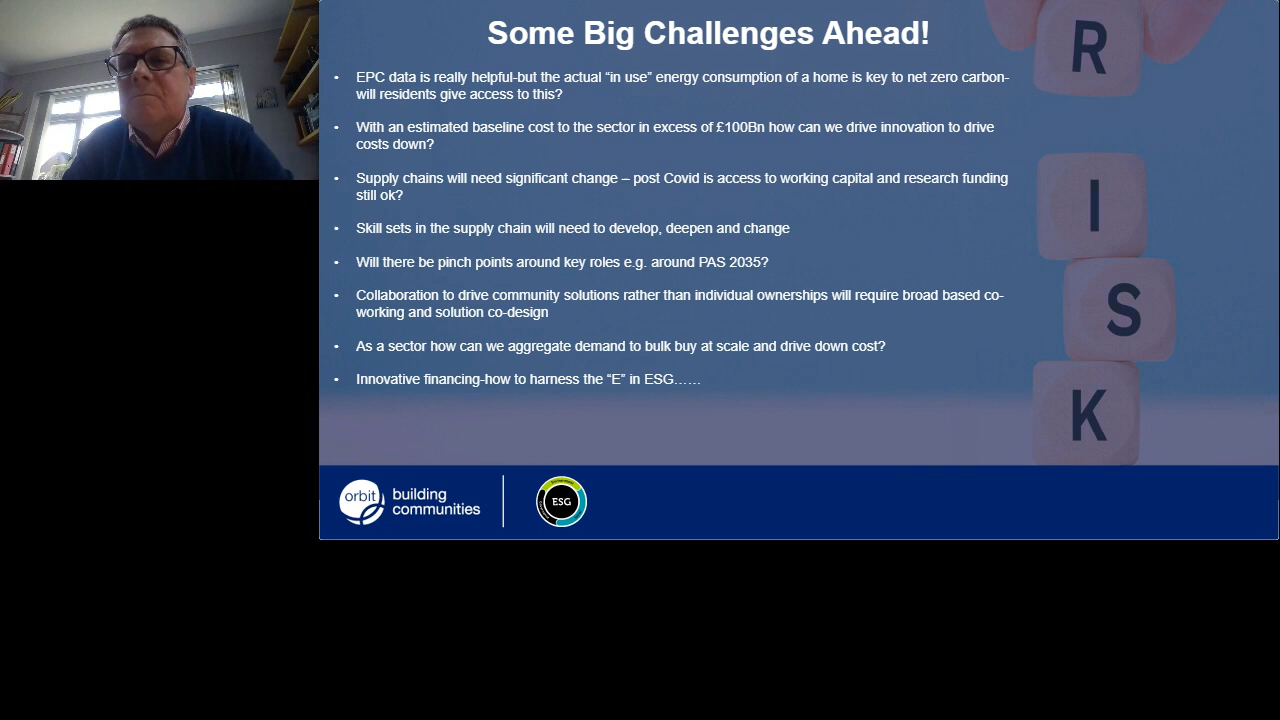 Some Big Challenges Ahead!
• EPC data is really helpful-but the actual “in use” energy consumption of a home is key to net zero carbon-
will residents give access to this?
• With an estimated baseline cost to the sector in excess of £100Bn how can we drive innovation to drive
costs down?
• Supply chains will need significant change – post Covid is access to working capital and research funding
still ok?
• Skill sets in the supply chain will need to develop, deepen and change
• Will there be pinch points around key roles e.g. around PAS 2035?
• Collaboration to drive community solutions rather than individual ownerships will require broad based co-
working and solution co-design
• As a sector how can we aggregate demand to bulk buy at scale and drive down cost?
• Innovative financing-how to harness the “E” in ESG……
R
I
S
K
orbit
building
communities
ESG